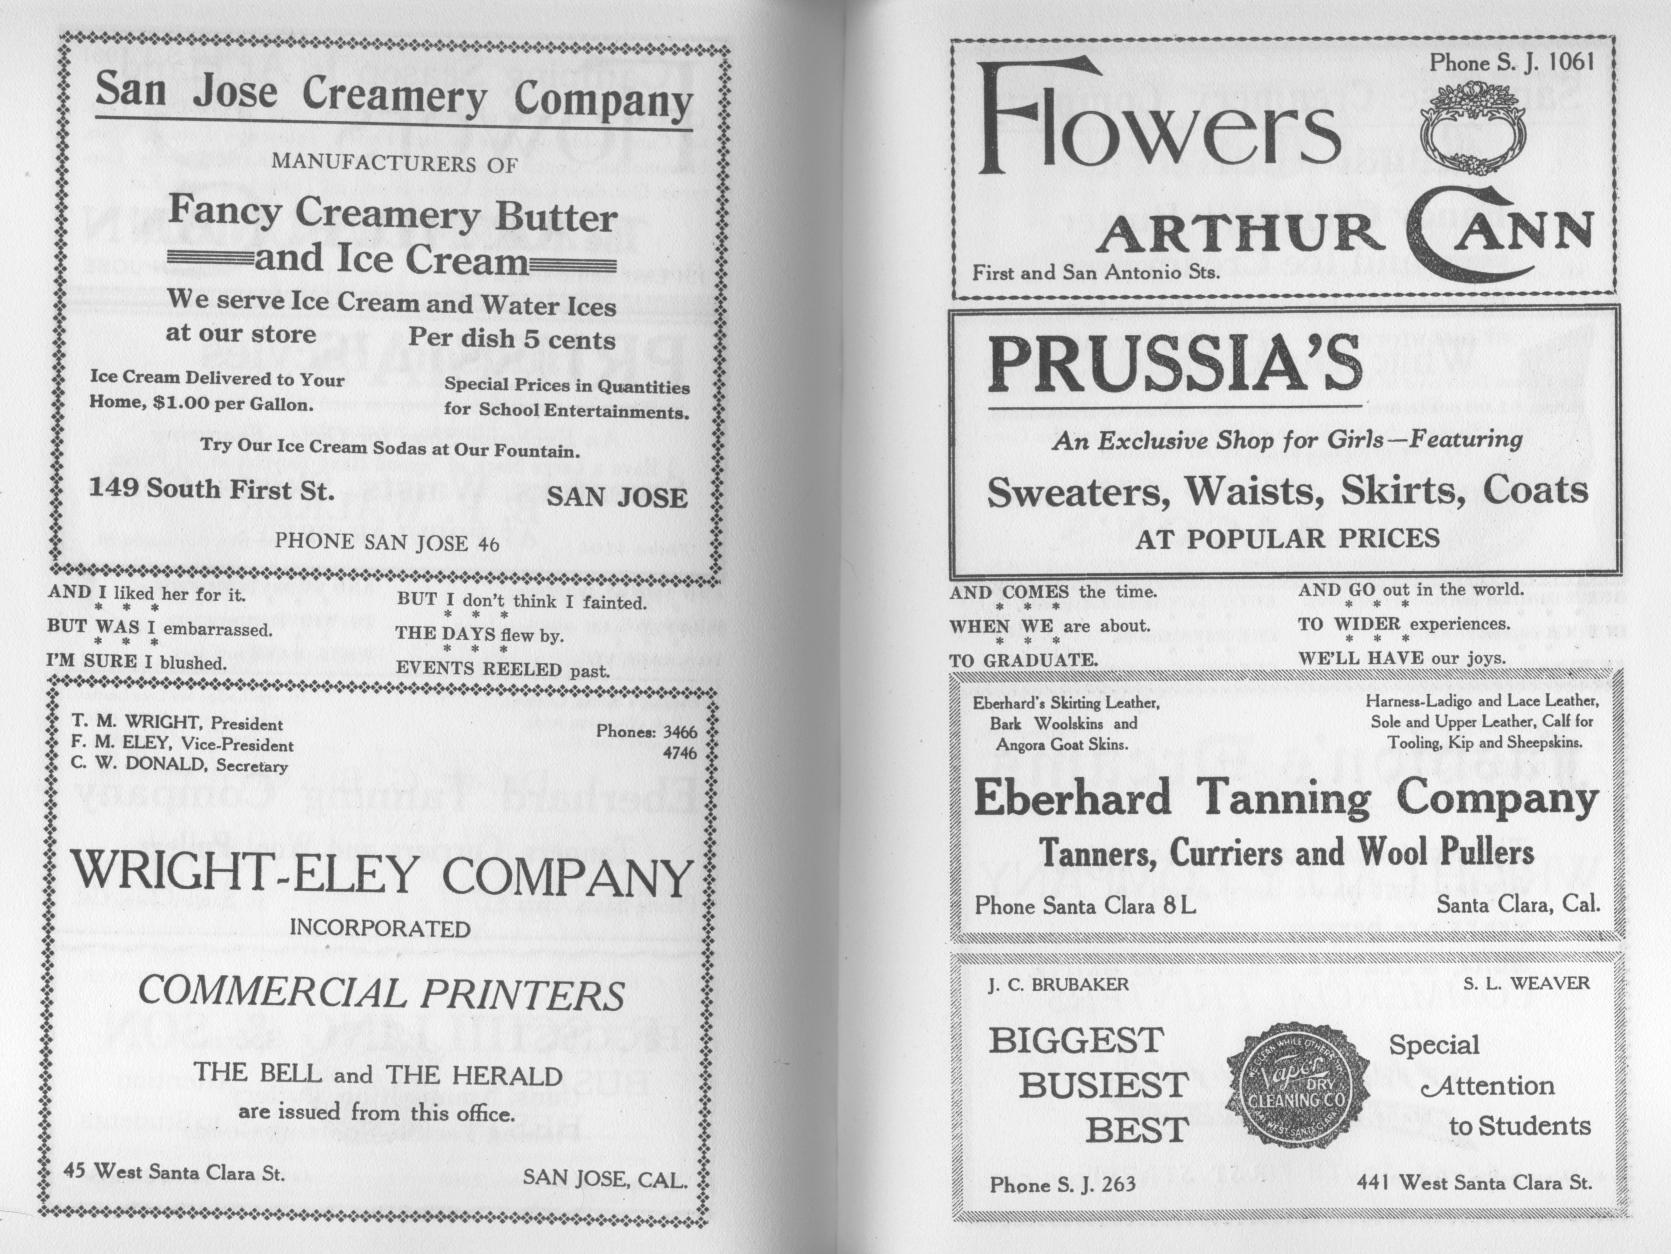 San Jose Creamery Company
MANUFACTURERS OF
Fancy Creamery Butter
and Ice Cream
We serve Ice Cream and Water Ices
at our store Per dish 5 cents
Ice Cream Delivered to Your
Home, $1.00 per Gallon.
Special Prices in Quantities
for School Entertainments.
Try Our Ice Cream Sodas at Our Fountain.
149 South First St. SAN JOSE
PHONE SAN JOSE 46
AND I liked her for it.
* * *
BUT WAS I embarrassed.
* * *
I'M SURE I blushed.
BUT I don't think I fainted.
* * *
THE DAYS flew by.
* * *
EVENTS REELED past.
T. M. WRIGHT, President
F. M. ELEY, Vice-President
C. W. DONALD, Secretary
Phones: 3466
4746
WRIGHT-ELEY COMPANY
INCORPORATED
COMMERCIAL PRINTERS
THE BELL and THE HERALD
are issued from this office.
45 West Santa Clara St. SAN JOSE, CAL.
Phone S. J. 1061
Flowers
ARTHUR CANN
First and San Antonio Sts.
PRUSSIA'S
An Exclusive Shop for Girls—Featuring
Sweaters, Waists, Skirts, Coats
AT POPULAR PRICES
AND COMES the time.
* * *
WHEN WE are about.
* * *
TO GRADUATE.
AND GO out in the world.
* * *
TO WIDER experiences.
* * *
WE'LL HAVE our joys.
Eberhard's Skirting Leather,
Bark Woolskins and
Angora Goat Skins.
Harness-Ladigo and Lace Leather,
Sole and Upper Leather, Calf for
Tooling, Kip and Sheepskins.
Eberhard Tanning Company
Tanners, Curriers and Wool Pullers
Phone Santa Clara 8L Santa Clara, Cal.
J. C. BRUBAKER S. L. WEAVER
BIGGEST
BUSIEST
BEST
CLEAN WHILE OTHERS
Vapor
DRY
CLEANING CO
WEST SANTA CLARA
Special
Attention
to Students
Phone S. J. 263 441 West Santa Clara St.